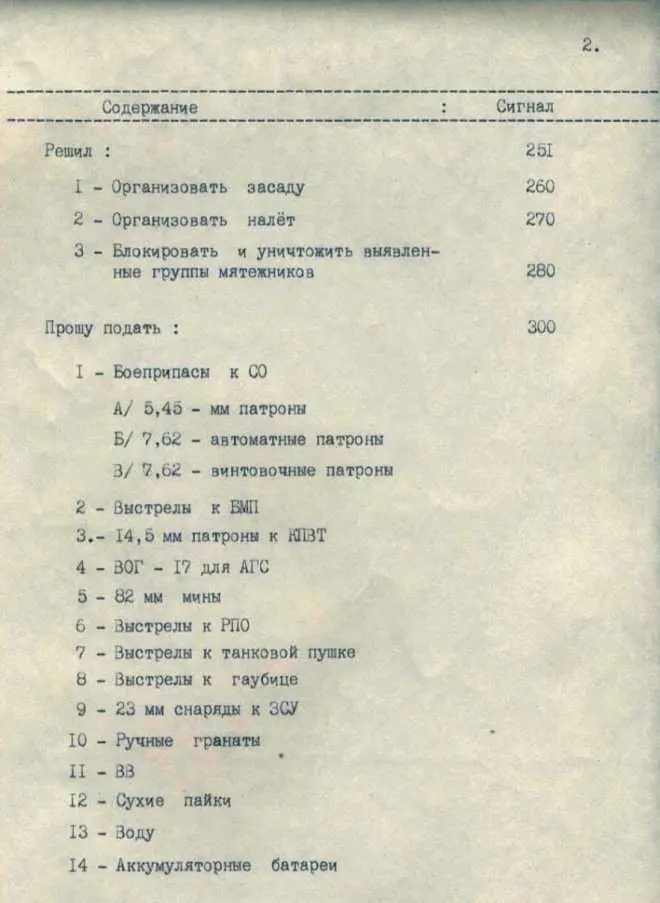 2.
Содержание : Сигнал
Решил : 251
I - Организовать засаду 260
2 - Организовать налёт 270
3 - Блокировать и уничтожить выявлен-
ные группы мятежников 280
Прошу подать : 300
I - Боеприпасы к СО
А/ 5,45 - мм патроны
Б/ 7,62 - автоматные патроны
В/ 7,62 - винтовочные патроны
2 - Выстрелы к БМП
3.- I4,5 мм патроны к КПВТ
4 - ВОГ - I7 для АГС
5 - 82 мм мины
6 - Выстрелы к РПО
7 - Выстрелы к танковой пушке
8 - Выстрелы к гаубице
9 - 23 мм снаряды к ЗСУ
I0 - Ручные гранаты
II - ВВ
I2 - Сухие пайки
I3 - Воду
I4 - Аккумуляторные батареи